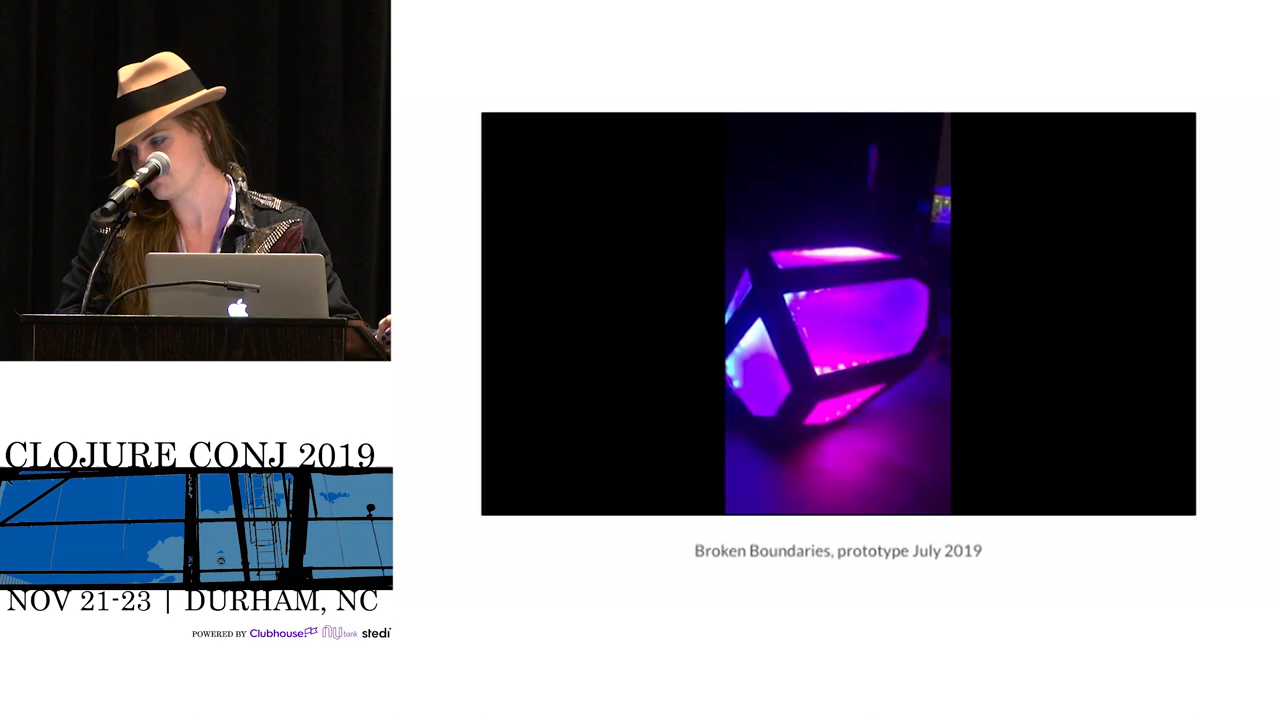 CLOJURE CONJ 2019
NOV 21-23 | DURHAM, NC
POWERED BY Clubhouse nu bank stedi
Broken Boundaries, prototype July 2019